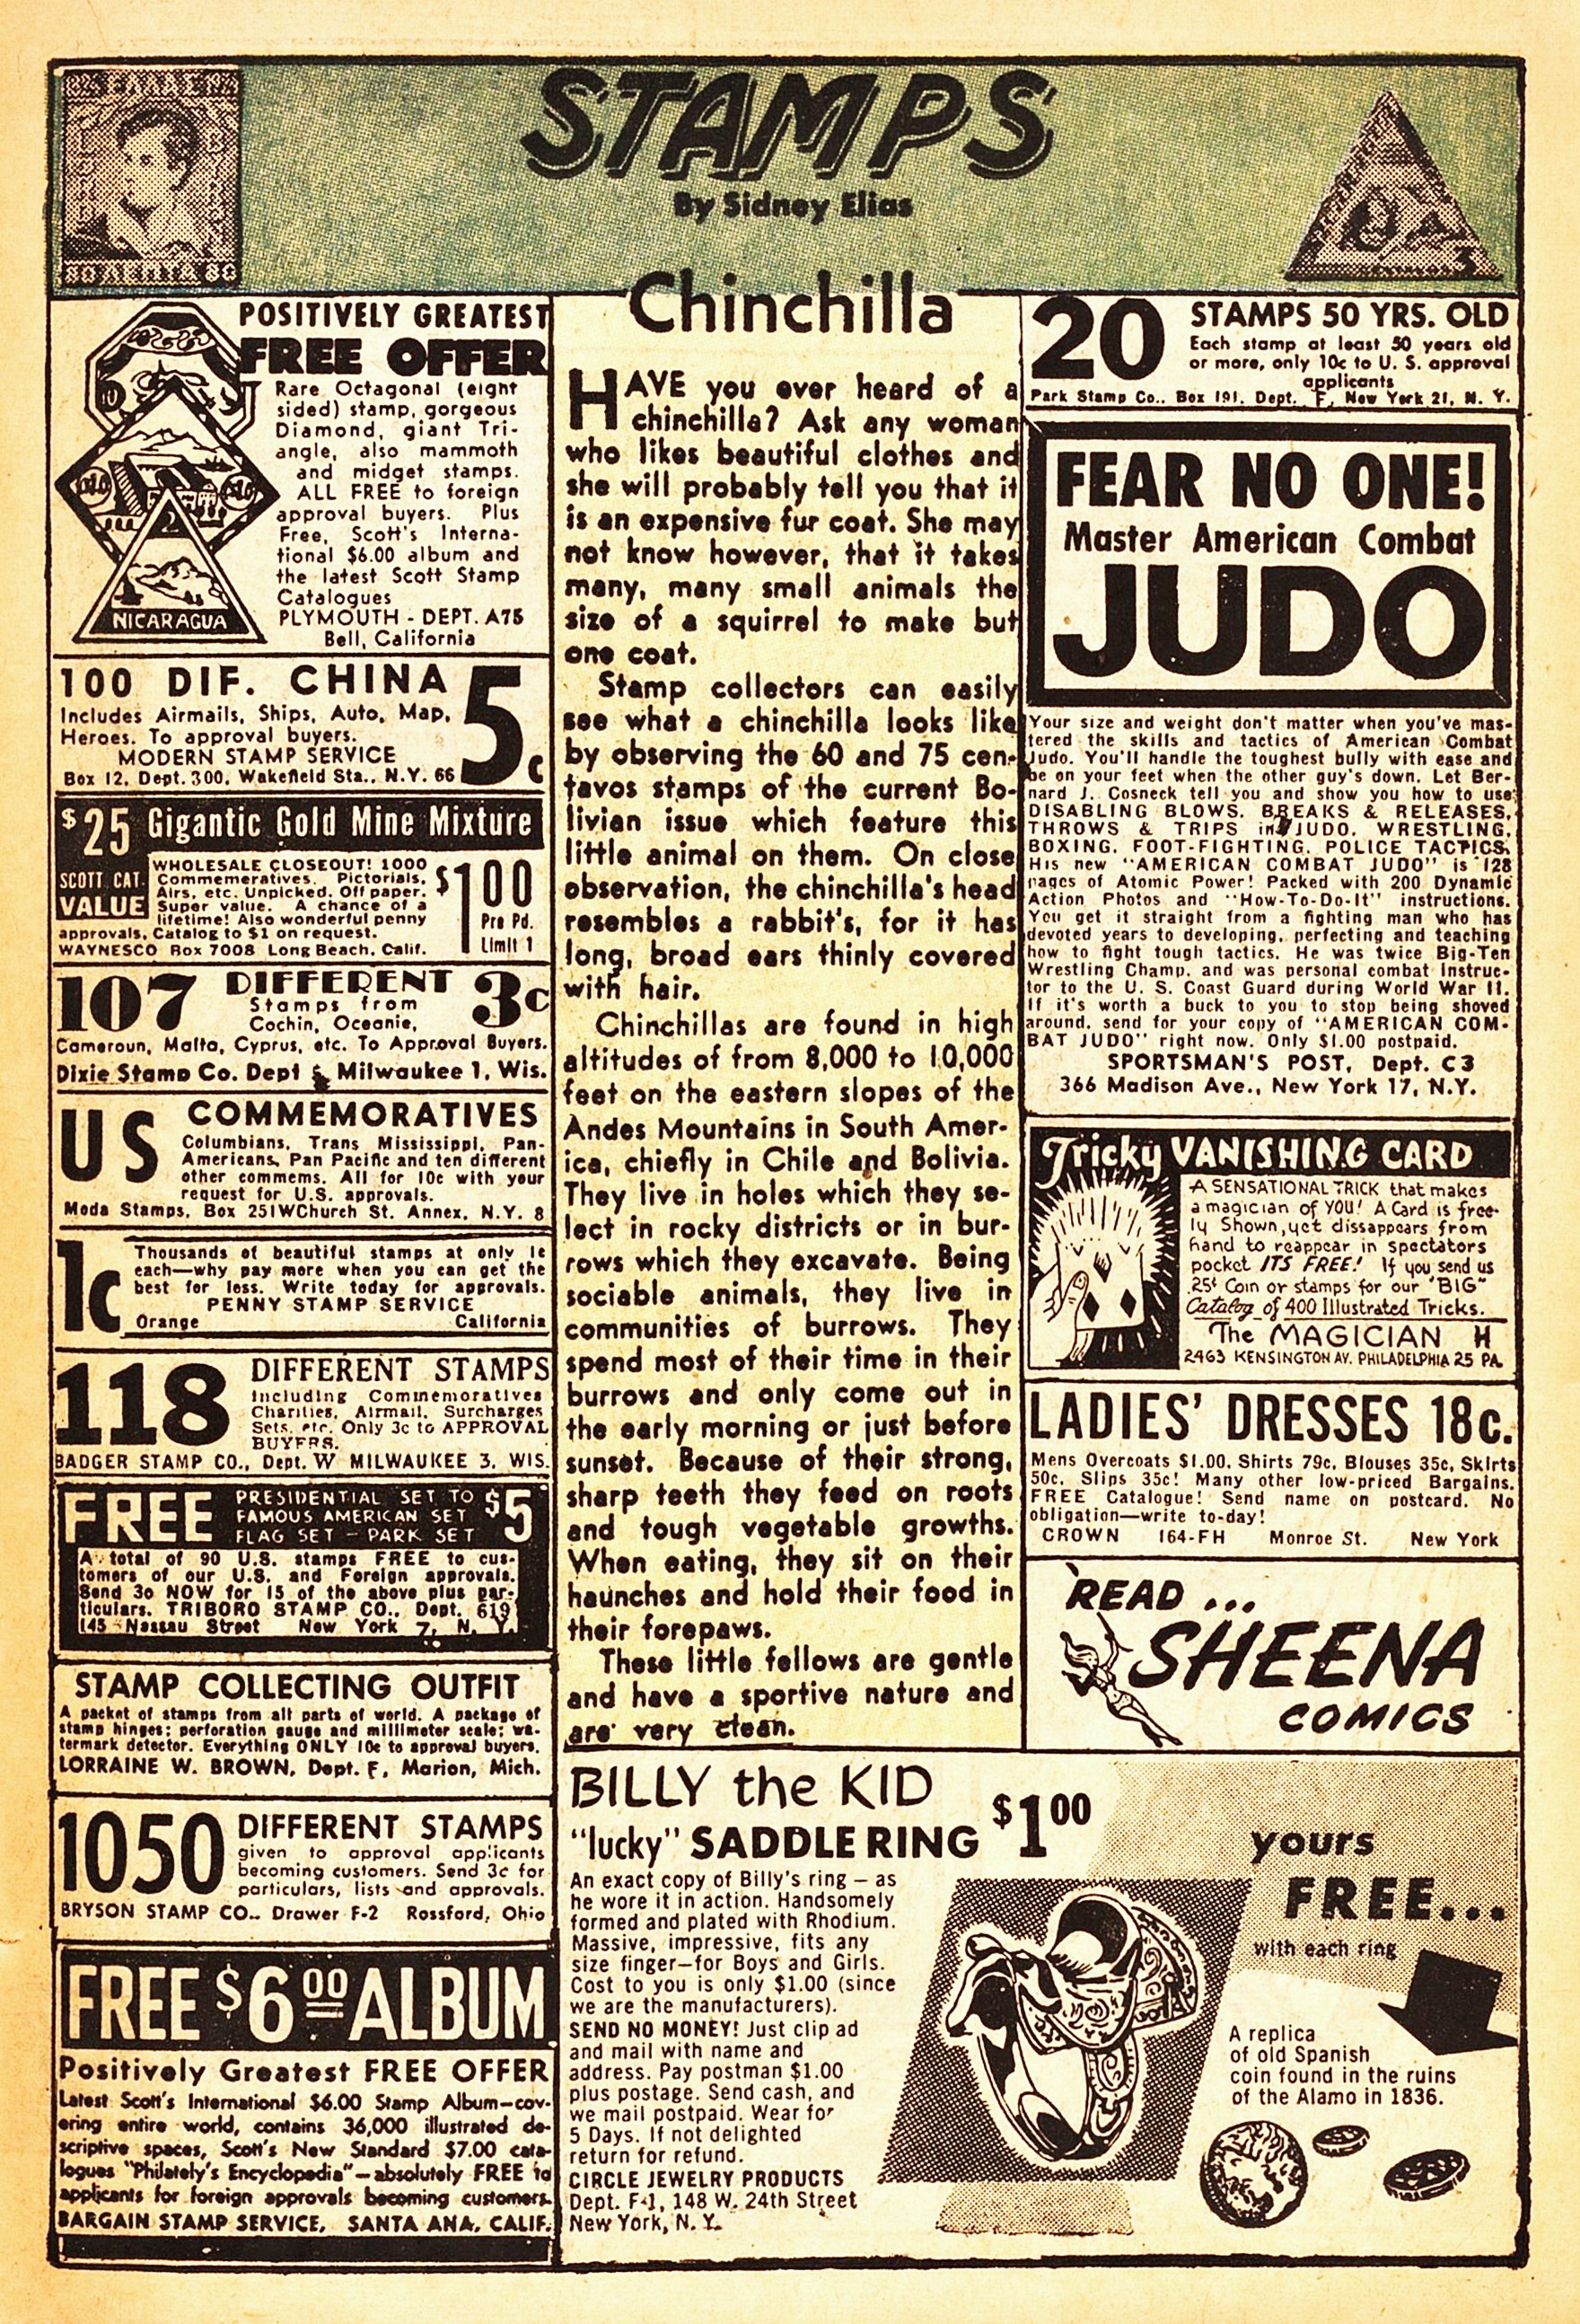 STAMPS
By Sidney Elias
80 ΛΕΠΤΑ 80
POSITIVELY GREATEST
FREE OFFER
Rare Octagonal (eight
sided) stamp, gorgeous
Diamond, giant Tri-
angle, also mammoth
and midget stamps.
ALL FREE to foreign
approval buyers. Plus
Free, Scott's Interna-
tional $6.00 album and
the latest Scott Stamp
Catalogues
PLYMOUTH - DEPT. A75
Bell, California
NICARAGUA
100 DIF. CHINA 5c
Includes Airmails, Ships, Auto, Map,
Heroes. To approval buyers.
MODERN STAMP SERVICE
Box 12, Dept. 300, Wakefield Sta., N.Y. 66
$25 Gigantic Gold Mine Mixture
SCOTT CAT.
VALUE
WHOLESALE CLOSEOUT! 1000
Commemoratives, Pictorials,
Airs, etc. Unpicked. Off paper.
Super value. A chance of a
lifetime! Also wonderful penny
approvals. Catalog to $1 on request.
WAYNESCO Box 7008 Long Beach, Calif.
$100
Pre Pd.
Limit 1
107 DIFFERENT 3c
Stamps from
Cochin, Oceanie,
Cameroun, Malta, Cyprus, etc. To Approval Buyers.
Dixie Stamp Co. Dept Milwaukee 1, Wis.
US COMMEMORATIVES
Columbians, Trans Mississippi, Pan-
Americans, Pan Pacific and ten different
other commems. All for 10c with your
request for U.S. approvals.
Meda Stamps, Box 251WChurch St. Annex, N.Y. 8
1c
Thousands of beautiful stamps at only 1c
each—why pay more when you can get the
best for less. Write today for approvals.
PENNY STAMP SERVICE
Orange California
118 DIFFERENT STAMPS
Including Commemoratives
Charities, Airmail, Surcharges
Sets, etc. Only 3c to APPROVAL
BUYERS.
BADGER STAMP CO., Dept. W MILWAUKEE 3, WIS.
FREE PRESIDENTIAL SET TO $5
FAMOUS AMERICAN SET
FLAG SET - PARK SET
A total of 90 U.S. stamps FREE to cus-
tomers of our U.S. and Foreign approvals.
Send 3c NOW for 15 of the above plus par-
ticulars. TRIBORO STAMP CO., Dept. 619
145 Nassau Street New York 7, N. Y.
STAMP COLLECTING OUTFIT
A packet of stamps from all parts of world. A package of
stamp hinges; perforation gauge and millimeter scale; wa-
termark detector. Everything ONLY 10c to approval buyers.
LORRAINE W. BROWN, Dept. F, Marion, Mich.
1050 DIFFERENT STAMPS
given to approval applicants
becoming customers. Send 3c for
particulars, lists and approvals.
BRYSON STAMP CO.. Drawer F-2 Rossford, Ohio
FREE $6.00 ALBUM
Positively Greatest FREE OFFER
Latest Scott's International $6.00 Stamp Album—cov-
ering entire world, contains 36,000 illustrated de-
scriptive spaces, Scott's New Standard $7.00 cata-
logues "Philately's Encyclopedia"—absolutely FREE to
applicants for foreign approvals becoming customers.
BARGAIN STAMP SERVICE, SANTA ANA, CALIF.
Chinchilla
HAVE you ever heard of a
chinchilla? Ask any woman
who likes beautiful clothes and
she will probably tell you that it
is an expensive fur coat. She may
not know however, that it takes
many, many small animals the
size of a squirrel to make but
one coat.
Stamp collectors can easily
see what a chinchilla looks like
by observing the 60 and 75 cen-
tavos stamps of the current Bo-
livian issue which feature this
little animal on them. On close
observation, the chinchilla's head
resembles a rabbit's, for it has
long, broad ears thinly covered
with hair.
Chinchillas are found in high
altitudes of from 8,000 to 10,000
feet on the eastern slopes of the
Andes Mountains in South Amer-
ica, chiefly in Chile and Bolivia.
They live in holes which they se-
lect in rocky districts or in bur-
rows which they excavate. Being
sociable animals, they live in
communities of burrows. They
spend most of their time in their
burrows and only come out in
the early morning or just before
sunset. Because of their strong,
sharp teeth they feed on roots
and tough vegetable growths.
When eating, they sit on their
haunches and hold their food in
their forepaws.
These little fellows are gentle
and have a sportive nature and
are very clean.
20 STAMPS 50 YRS. OLD
Each stamp at least 50 years old
or more, only 10c to U. S. approval
applicants
Park Stamp Co., Box 191, Dept. F, New York 21, N. Y.
FEAR NO ONE!
Master American Combat
JUDO
Your size and weight don't matter when you've mas-
tered the skills and tactics of American Combat
Judo. You'll handle the toughest bully with ease and
be on your feet when the other guy's down. Let Ber-
nard J. Cosneck tell you and show you how to use
DISABLING BLOWS, BREAKS & RELEASES,
THROWS & TRIPS in JUDO, WRESTLING,
BOXING, FOOT-FIGHTING, POLICE TACTICS.
His new "AMERICAN COMBAT JUDO" is 128
pages of Atomic Power! Packed with 200 Dynamic
Action Photos and "How-To-Do-It" instructions.
You get it straight from a fighting man who has
devoted years to developing, perfecting and teaching
how to fight tough tactics. He was twice Big-Ten
Wrestling Champ. and was personal combat Instruc-
tor to the U. S. Coast Guard during World War II.
If it's worth a buck to you to stop being shoved
around, send for your copy of "AMERICAN COM-
BAT JUDO" right now. Only $1.00 postpaid.
SPORTSMAN'S POST, Dept. C3
366 Madison Ave., New York 17, N.Y.
Tricky VANISHING CARD
A SENSATIONAL TRICK that makes
a magician of YOU! A Card is free-
ly Shown, yet dissappears from
hand to reappear in spectators
pocket ITS FREE! If you send us
25¢ Coin or stamps for our "BIG"
Catalog of 400 Illustrated Tricks.
The MAGICIAN H
2463 KENSINGTON AV. PHILADELPHIA 25 PA.
LADIES' DRESSES 18c.
Mens Overcoats $1.00, Shirts 79c, Blouses 35c, Skirts
50c, Slips 35c! Many other low-priced Bargains.
FREE Catalogue! Send name on postcard. No
obligation—write to-day!
CROWN 164-FH Monroe St. New York
READ ...
SHEENA
COMICS
BILLY the KID
"lucky" SADDLE RING $1.00
An exact copy of Billy's ring — as
he wore it in action. Handsomely
formed and plated with Rhodium.
Massive, impressive, fits any
size finger—for Boys and Girls.
Cost to you is only $1.00 (since
we are the manufacturers).
SEND NO MONEY! Just clip ad
and mail with name and
address. Pay postman $1.00
plus postage. Send cash, and
we mail postpaid. Wear for
5 Days. If not delighted
return for refund.
CIRCLE JEWELRY PRODUCTS
Dept. F-1, 148 W. 24th Street
New York, N. Y.
yours
FREE...
with each ring
A replica
of old Spanish
coin found in the ruins
of the Alamo in 1836.